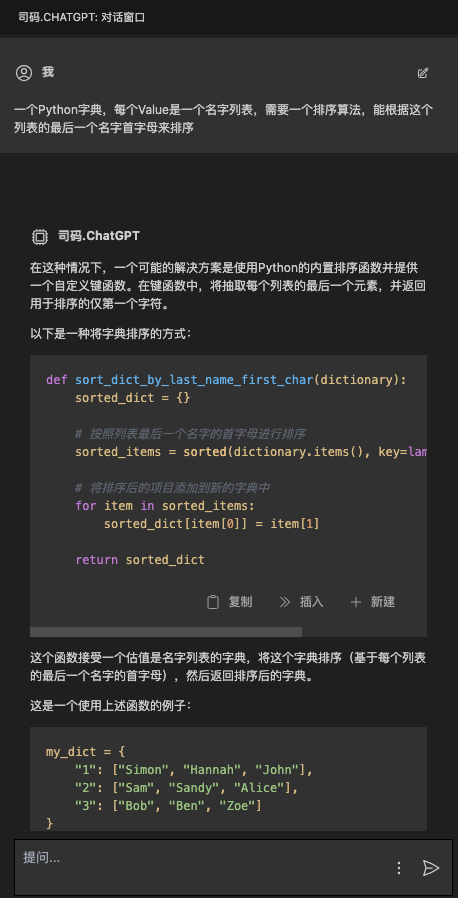 司码.CHATGPT: 对话窗口
我
一个Python字典，每个Value是一个名字列表，需要一个排序算法，能根据这个
列表的最后一个名字首字母来排序
司码.ChatGPT
在这种情况下，一个可能的解决方案是使用Python的内置排序函数并提供
一个自定义键函数。在键函数中，将抽取每个列表的最后一个元素，并返回
用于排序的仅第一个字符。
以下是一种将字典排序的方式：
def sort_dict_by_last_name_first_char(dictionary):
    sorted_dict = {}
    # 按照列表最后一个名字的首字母进行排序
    sorted_items = sorted(dictionary.items(), key=lam
    # 将排序后的项目添加到新的字典中
    for item in sorted_items:
        sorted_dict[item[0]] = item[1]
    return sorted_dict
复制 插入 新建
这个函数接受一个估值是名字列表的字典，将这个字典排序（基于每个列表
的最后一个名字的首字母），然后返回排序后的字典。
这是一个使用上述函数的例子：
my_dict = {
    "1": ["Simon", "Hannah", "John"],
    "2": ["Sam", "Sandy", "Alice"],
    "3": ["Bob", "Ben", "Zoe"]
}
提问...